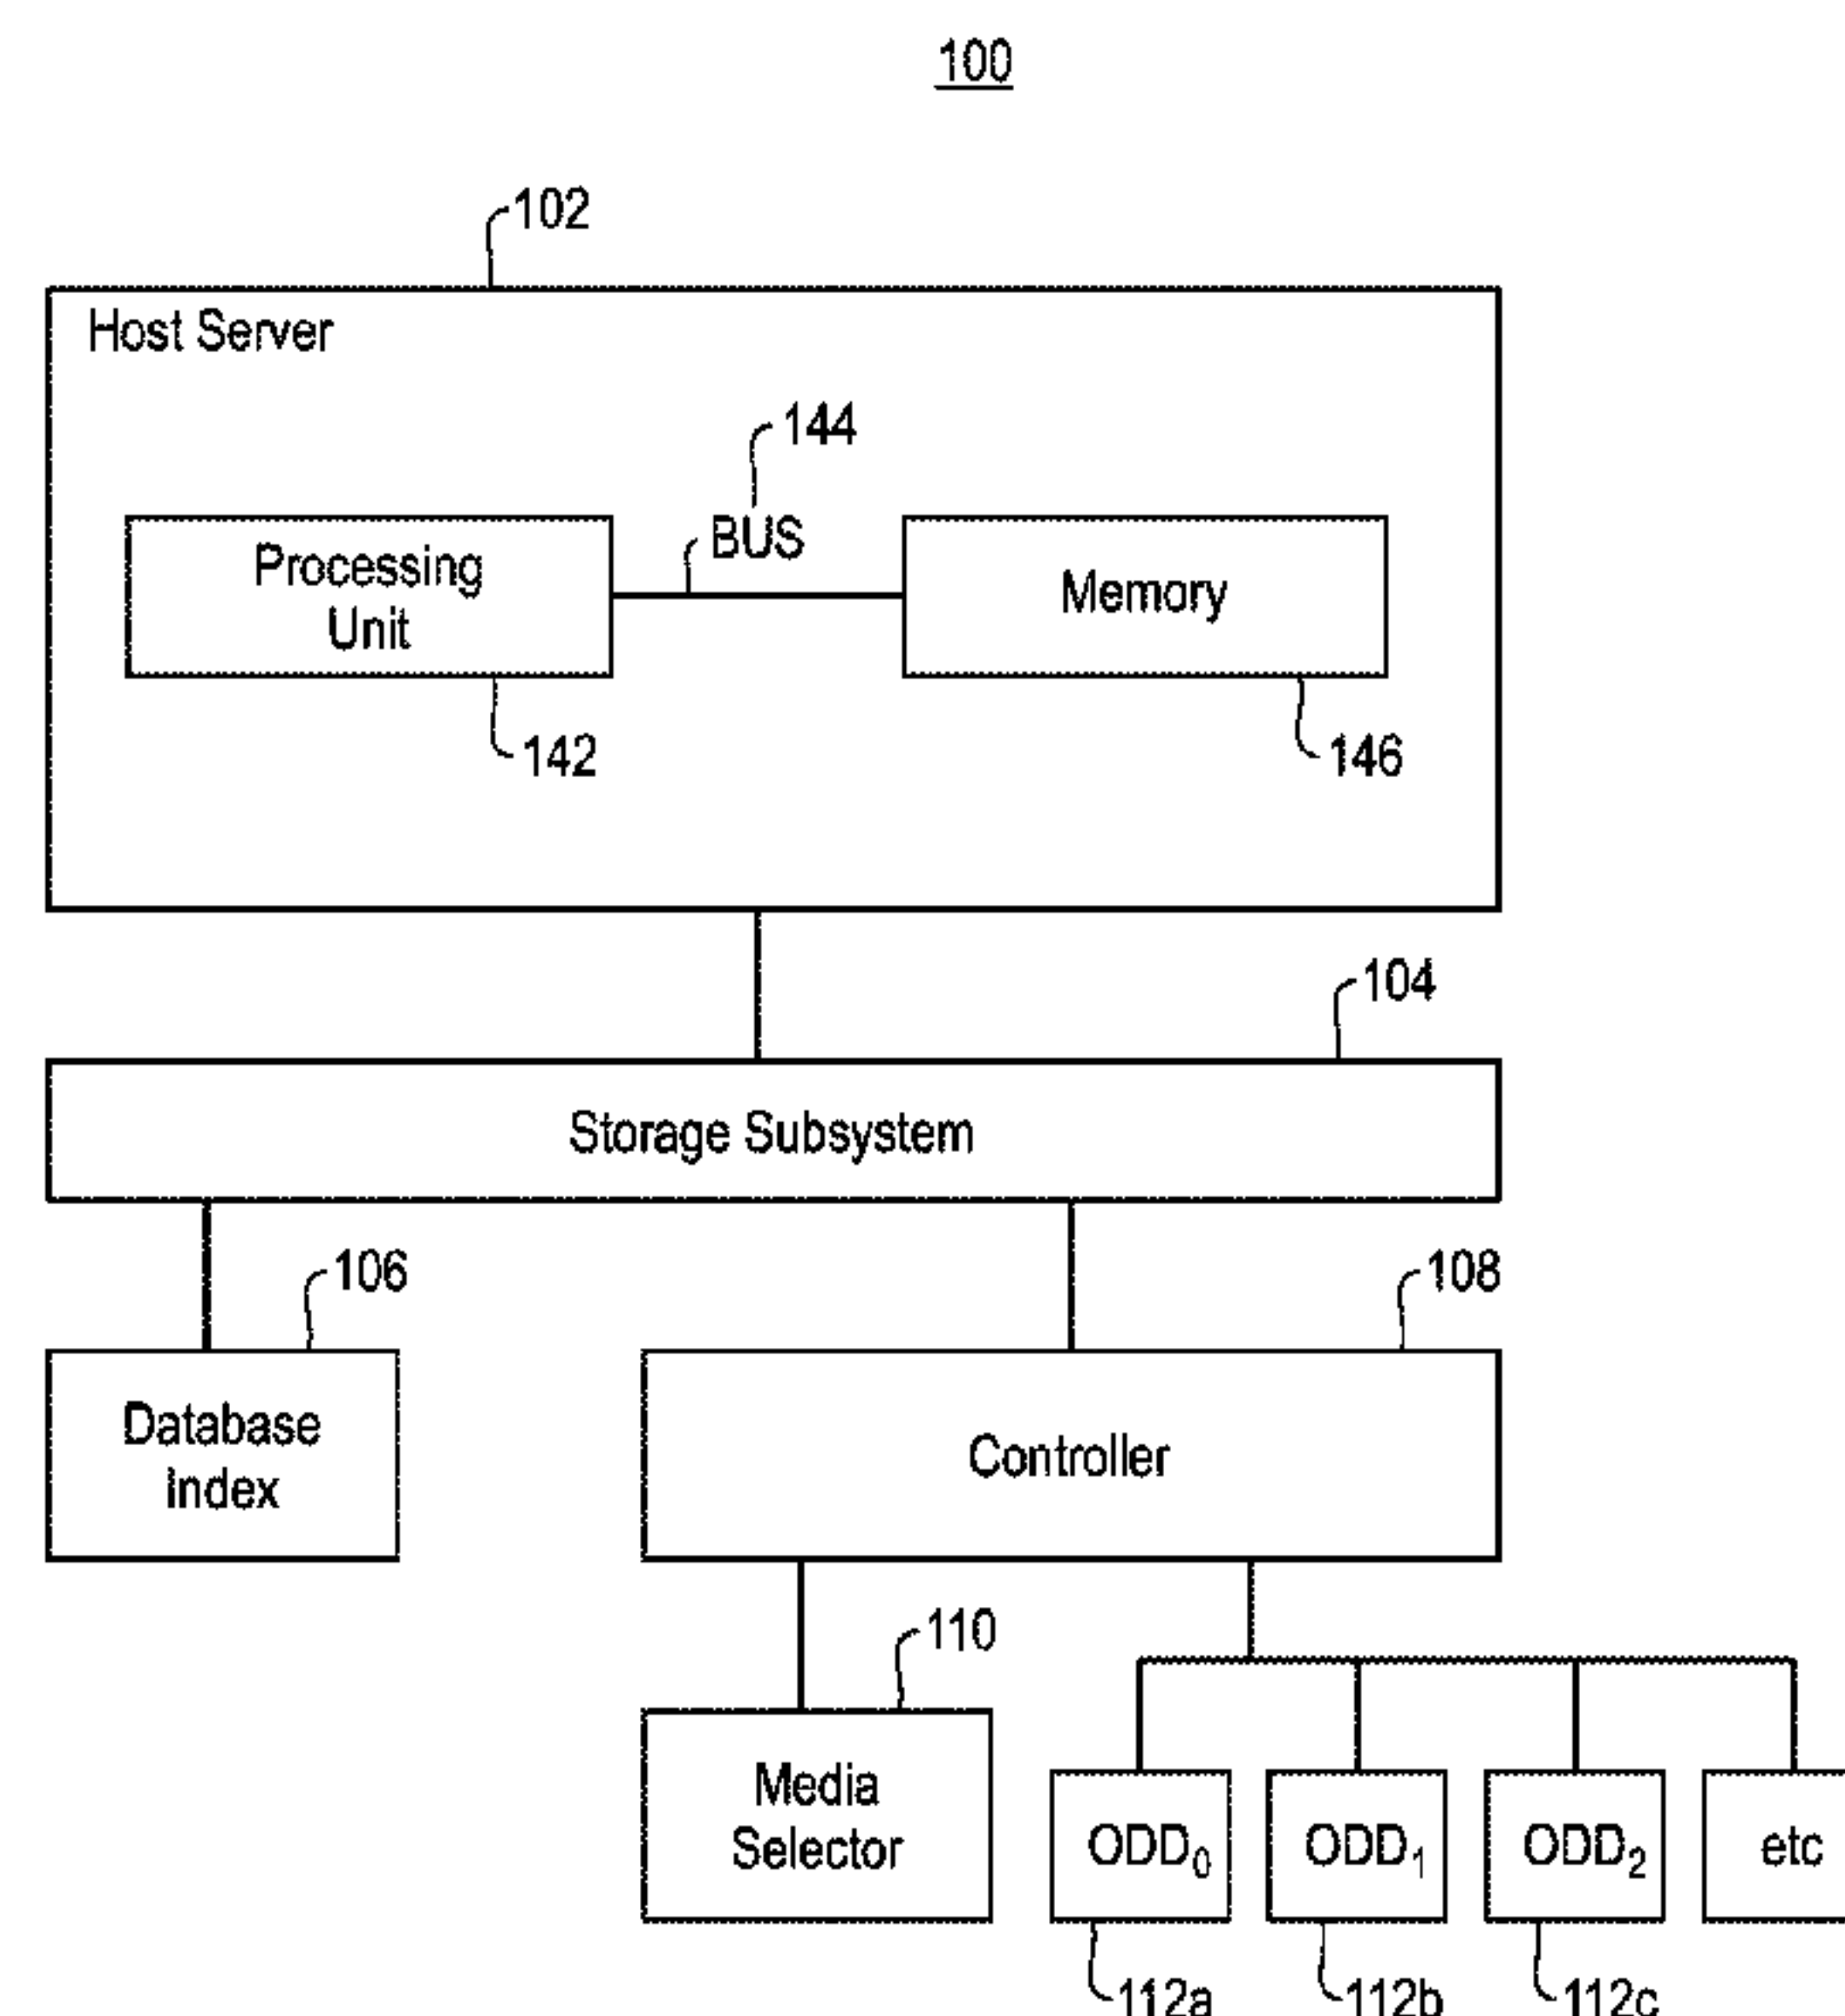 100
102
Host Server
144
BUS
Processing
Unit
Memory
142
146
104
Storage Subsystem
106
108
Database
Index
Controller
110
Media
Selector
ODD₀
ODD₁
ODD₂
etc
112a
112b
112c